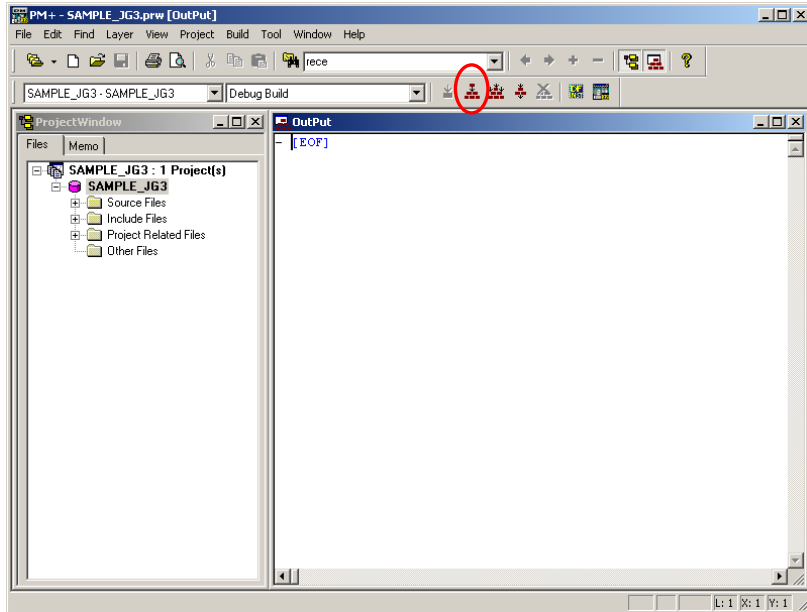 PM+ - SAMPLE_JG3.prw [OutPut]
File Edit Find Layer View Project Build Tool Window Help
rece
SAMPLE_JG3 - SAMPLE_JG3 Debug Build
ProjectWindow
OutPut
Files Memo
[EOF]
SAMPLE_JG3 : 1 Project(s)
SAMPLE_JG3
Source Files
Include Files
Project Related Files
Other Files
L: 1 X: 1 Y: 1